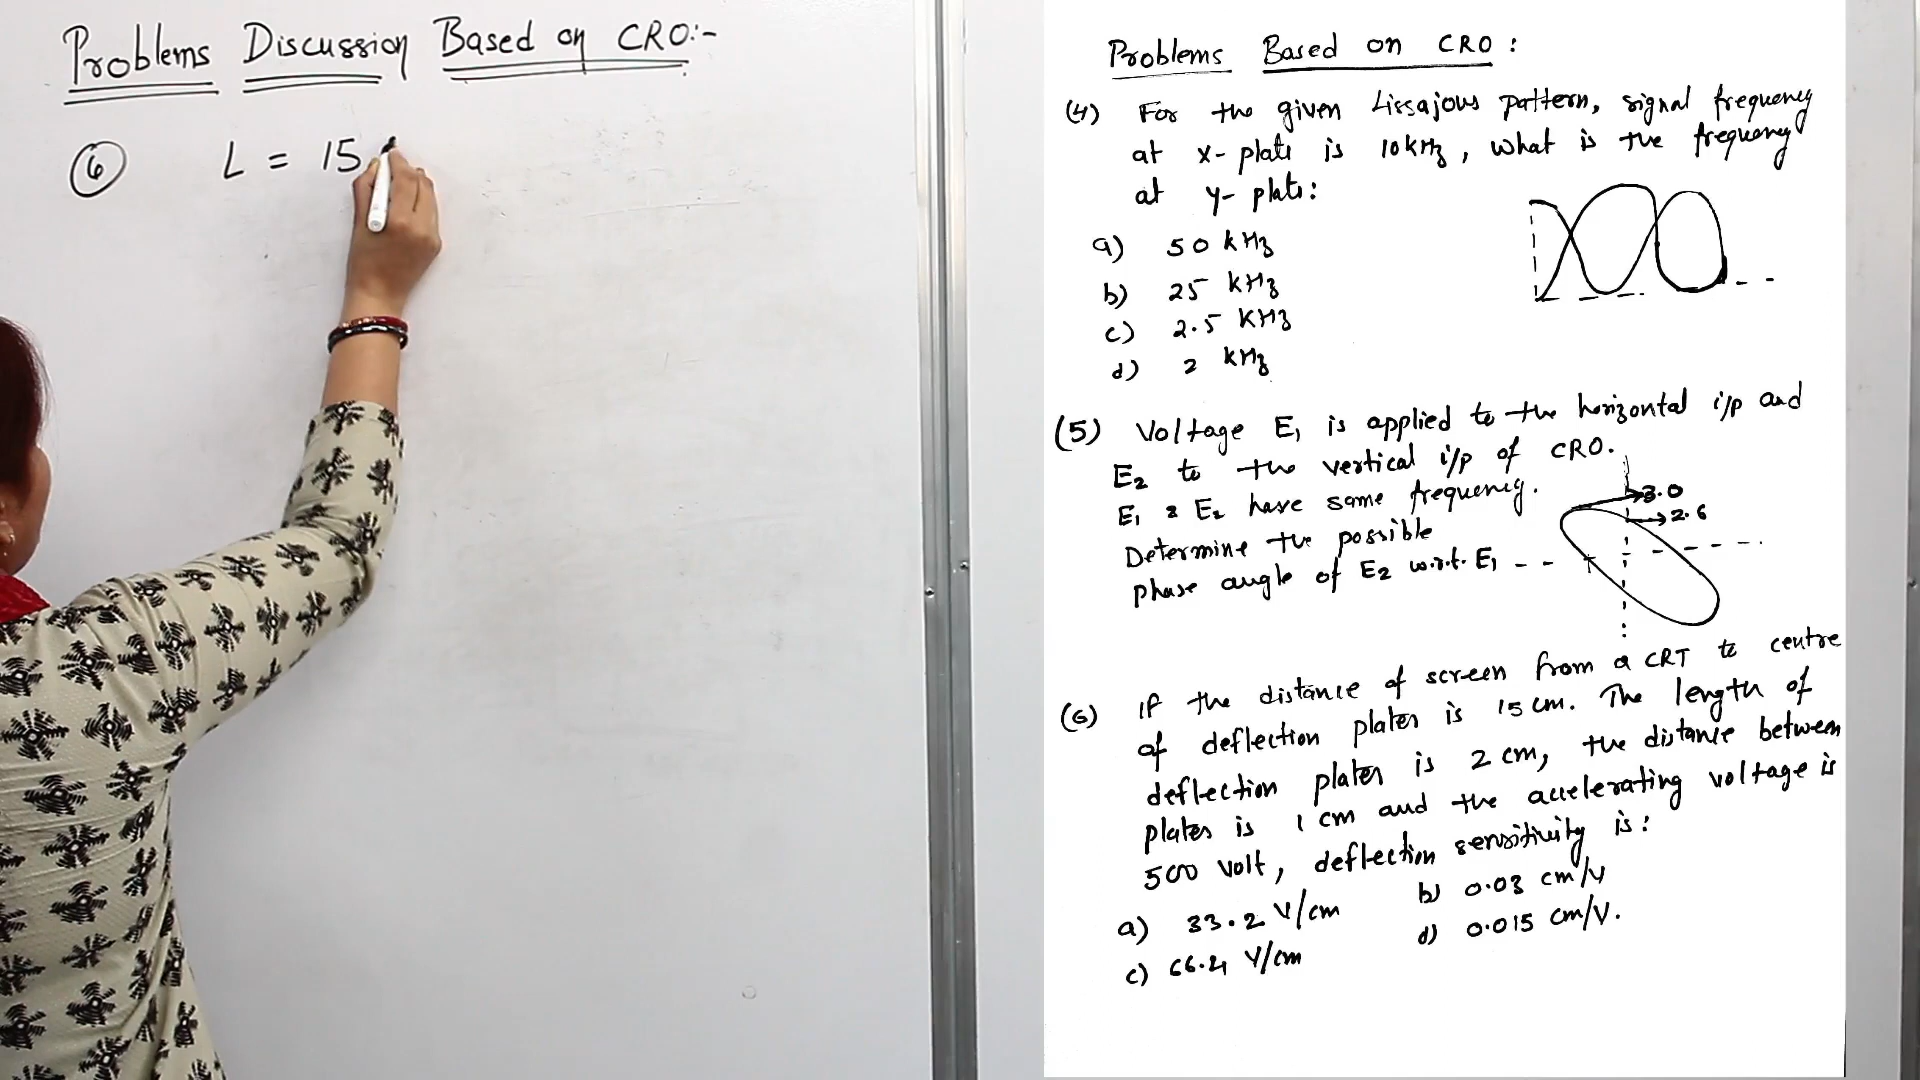 Problems Discussion Based on CRO:-
6 L = 15
Problems Based on CRO :
(4) For the given Lissajous pattern, signal frequency
at x-plate is 10kHz, what is the frequency
at y-plate:
a) 50 kHz
b) 25 kHz
c) 2.5 kHz
d) 2 kHz
(5) Voltage E1 is applied to the horizontal i/p and
E2 to the vertical i/p of CRO.
E1 & E2 have same frequency.
Determine the possible
phase angle of E2 w.r.t. E1
3.0
2.6
(6) If the distance of screen from a CRT to centre
of deflection plates is 15 cm. The length of
deflection plates is 2 cm, the distance between
plates is 1 cm and the accelerating voltage is
500 volt, deflection sensitivity is:
a) 33.2 V/cm b) 0.03 cm/V
c) 66.4 V/cm d) 0.015 cm/V.